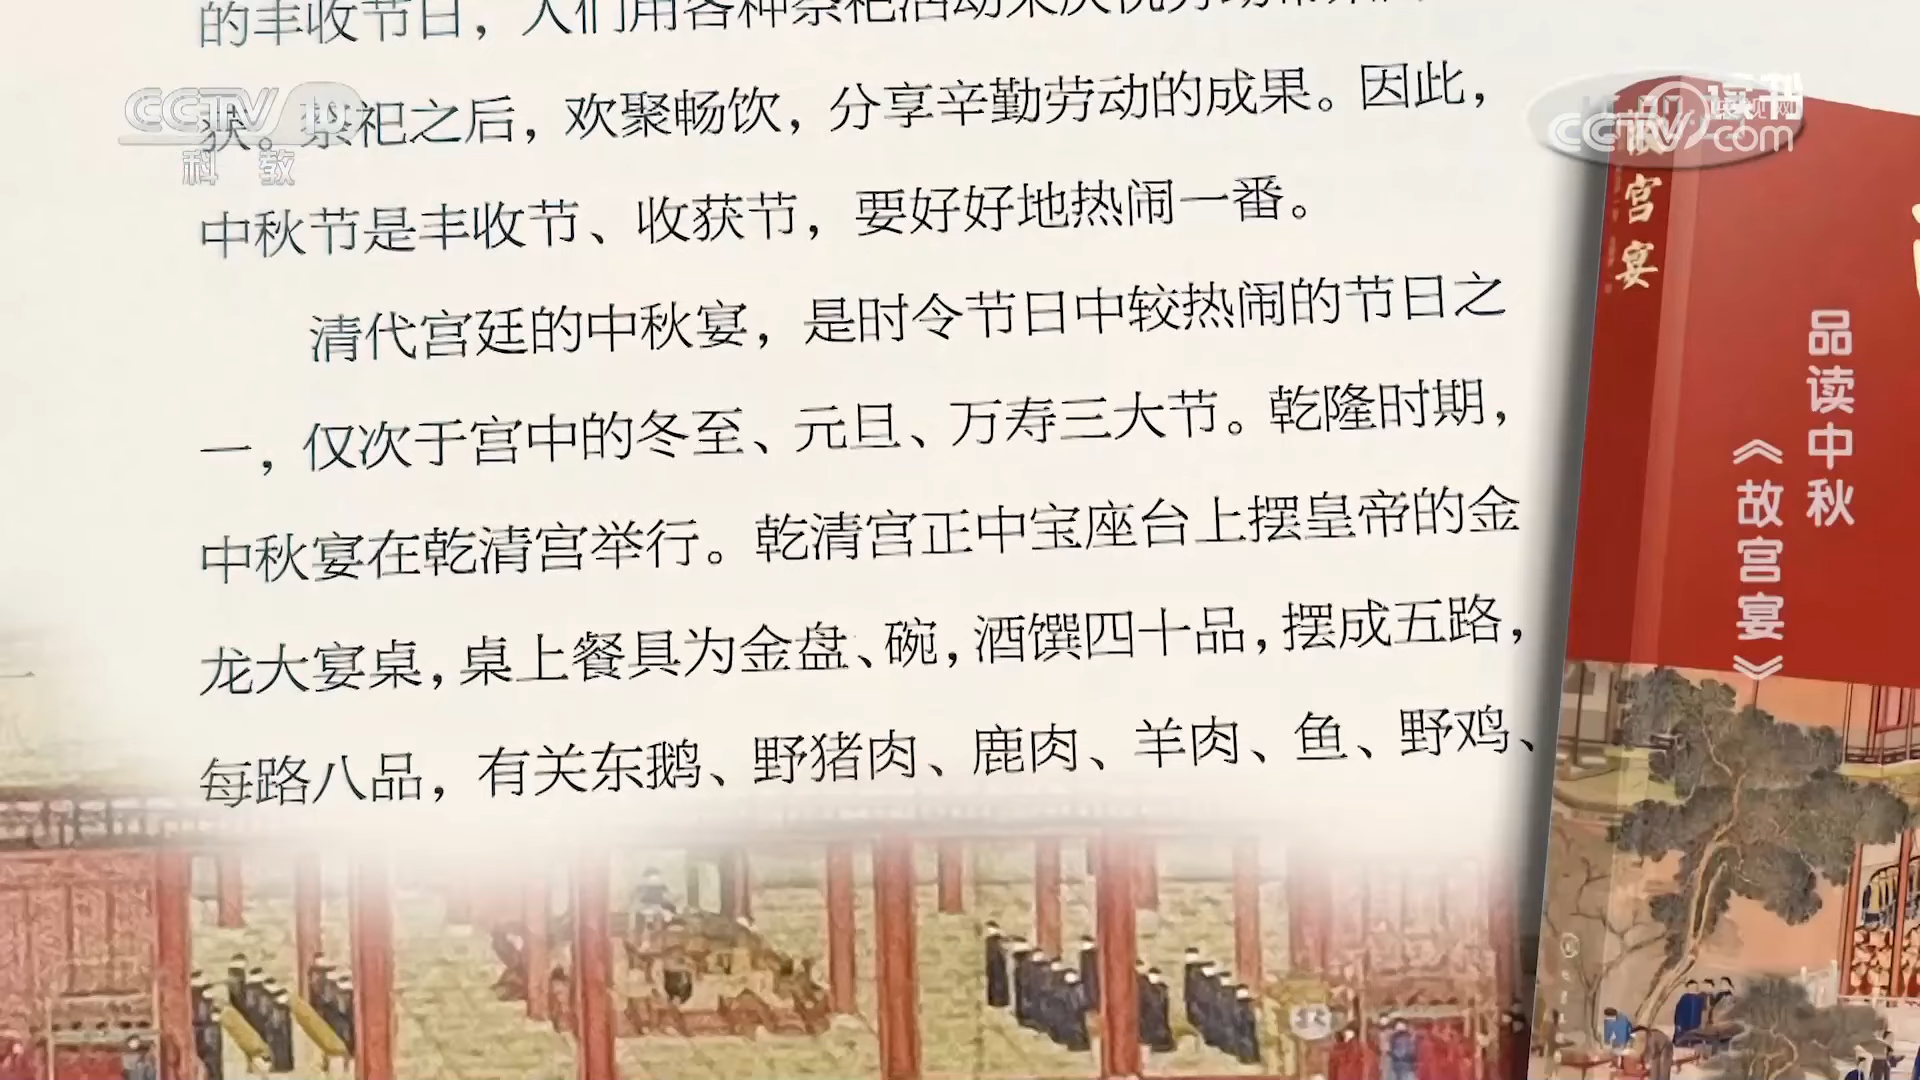 的丰收节日，人们用各种祭祀活动来庆祝劳动带来
获。祭祀之后，欢聚畅饮，分享辛勤劳动的成果。因此，
中秋节是丰收节、收获节，要好好地热闹一番。
清代宫廷的中秋宴，是时令节日中较热闹的节日之
一，仅次于宫中的冬至、元旦、万寿三大节。乾隆时期，
中秋宴在乾清宫举行。乾清宫正中宝座台上摆皇帝的金
龙大宴桌，桌上餐具为金盘、碗，酒馔四十品，摆成五路，
每路八品，有关东鹅、野猪肉、鹿肉、羊肉、鱼、野鸡、
CCTV 10
科教
读书
CCTV.com
故宫宴
品读中秋
《故宫宴》